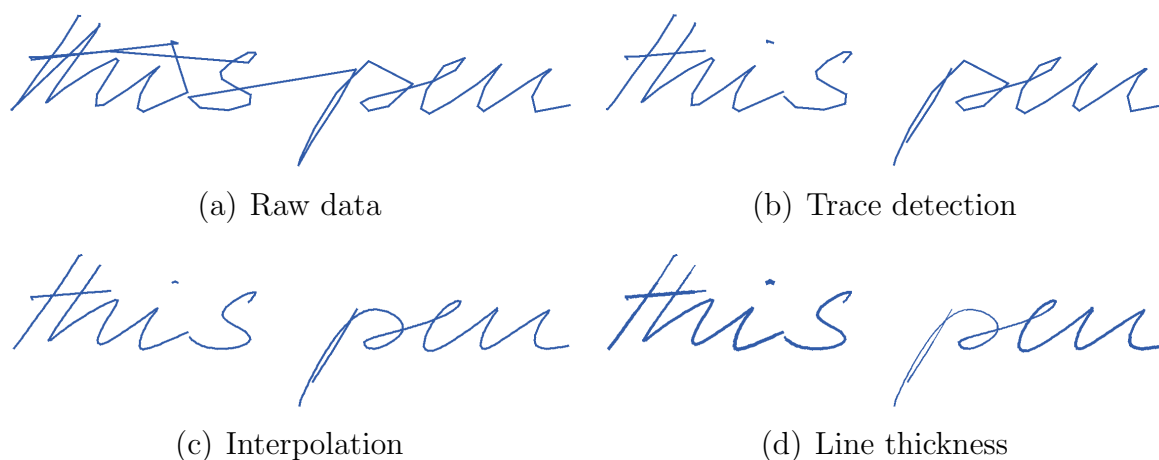 this pen this pen
(a) Raw data (b) Trace detection
this pen this pen
(c) Interpolation (d) Line thickness